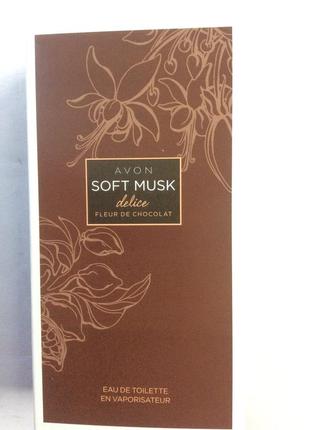 AVON
SOFT MUSK
delice
FLEUR DE CHOCOLAT
EAU DE TOILETTE
EN VAPORISATEUR